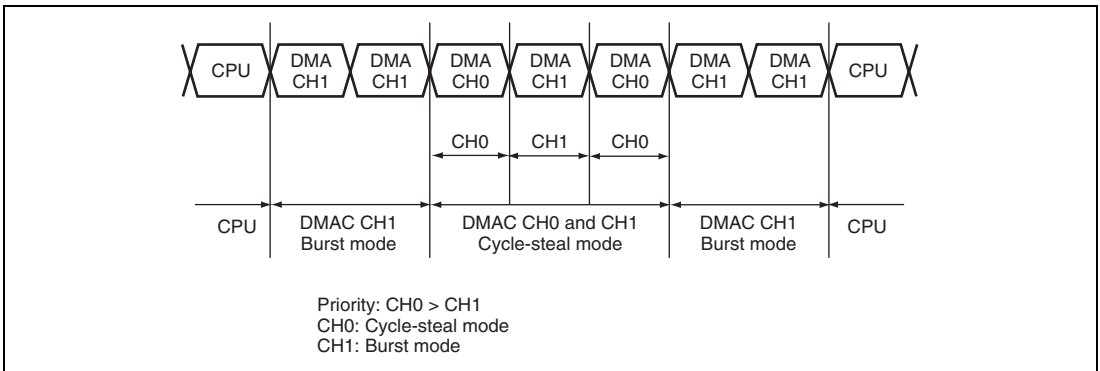 CPU
DMA
CH1
DMA
CH1
DMA
CH0
DMA
CH1
DMA
CH0
DMA
CH1
DMA
CH1
CPU
CH0
CH1
CH0
CPU
DMAC CH1
Burst mode
DMAC CH0 and CH1
Cycle-steal mode
DMAC CH1
Burst mode
CPU
Priority: CH0 > CH1
CH0: Cycle-steal mode
CH1: Burst mode